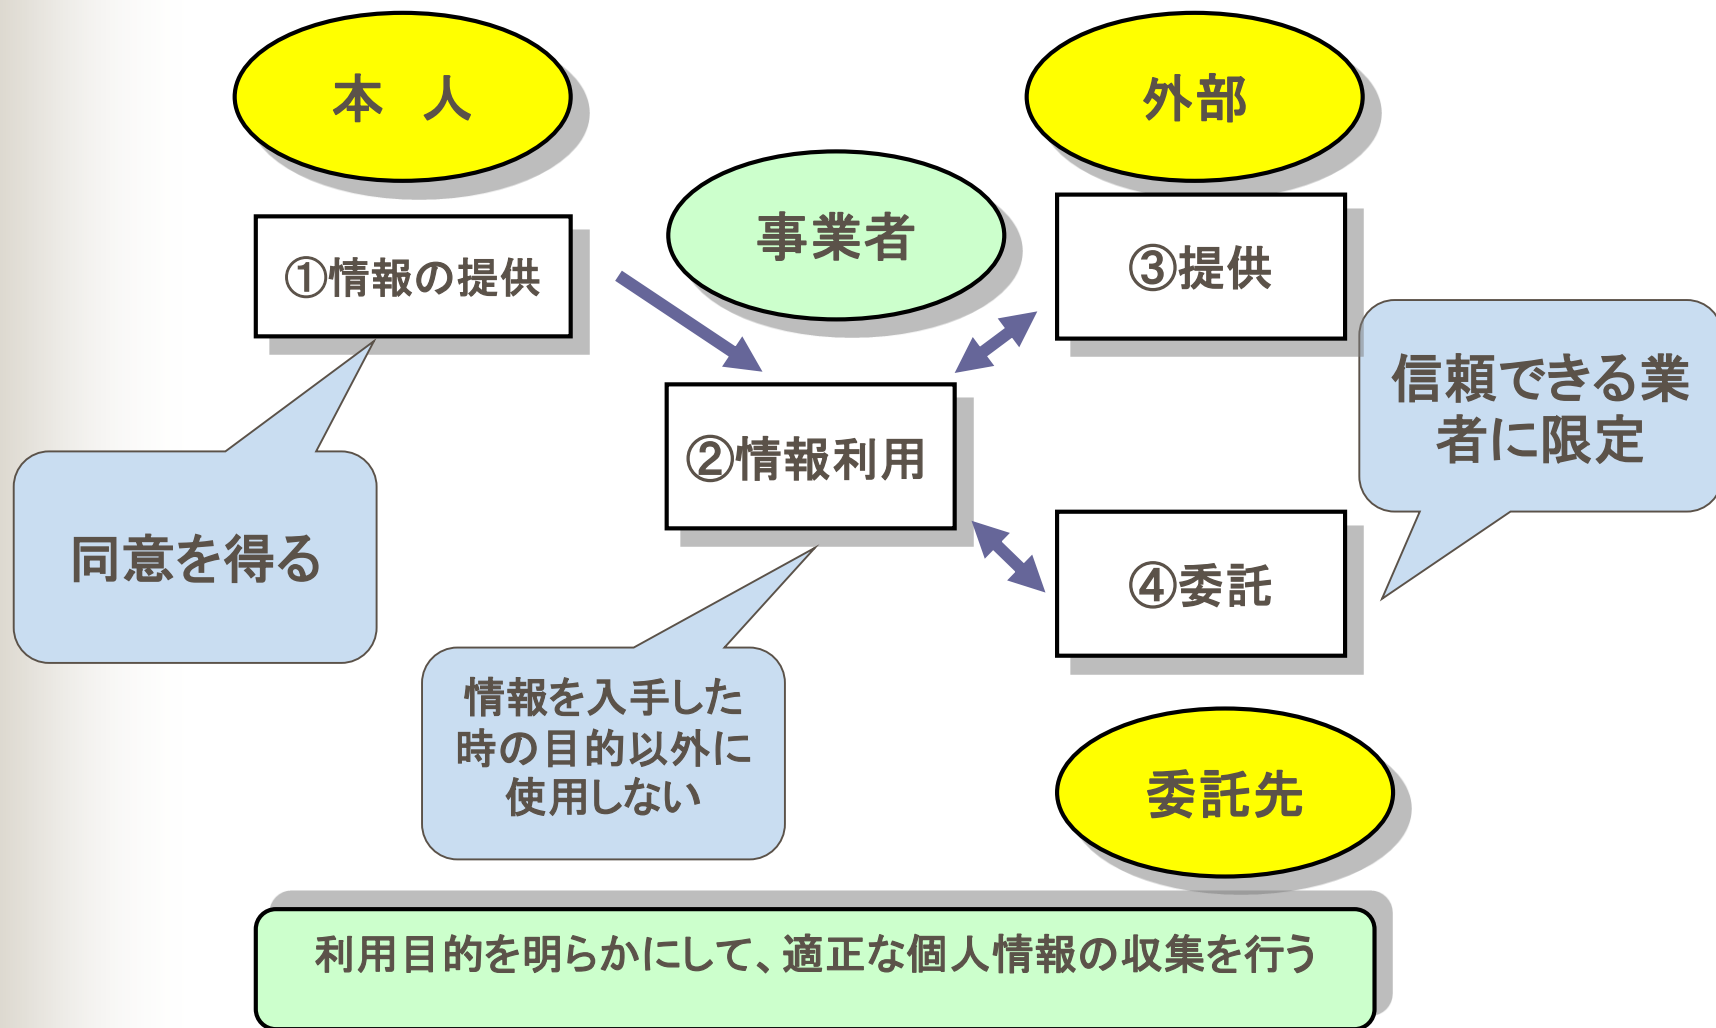 本　人
外部
事業者
①情報の提供
③提供
信頼できる業
者に限定
②情報利用
同意を得る
④委託
情報を入手した
時の目的以外に
使用しない
委託先
利用目的を明らかにして、適正な個人情報の収集を行う